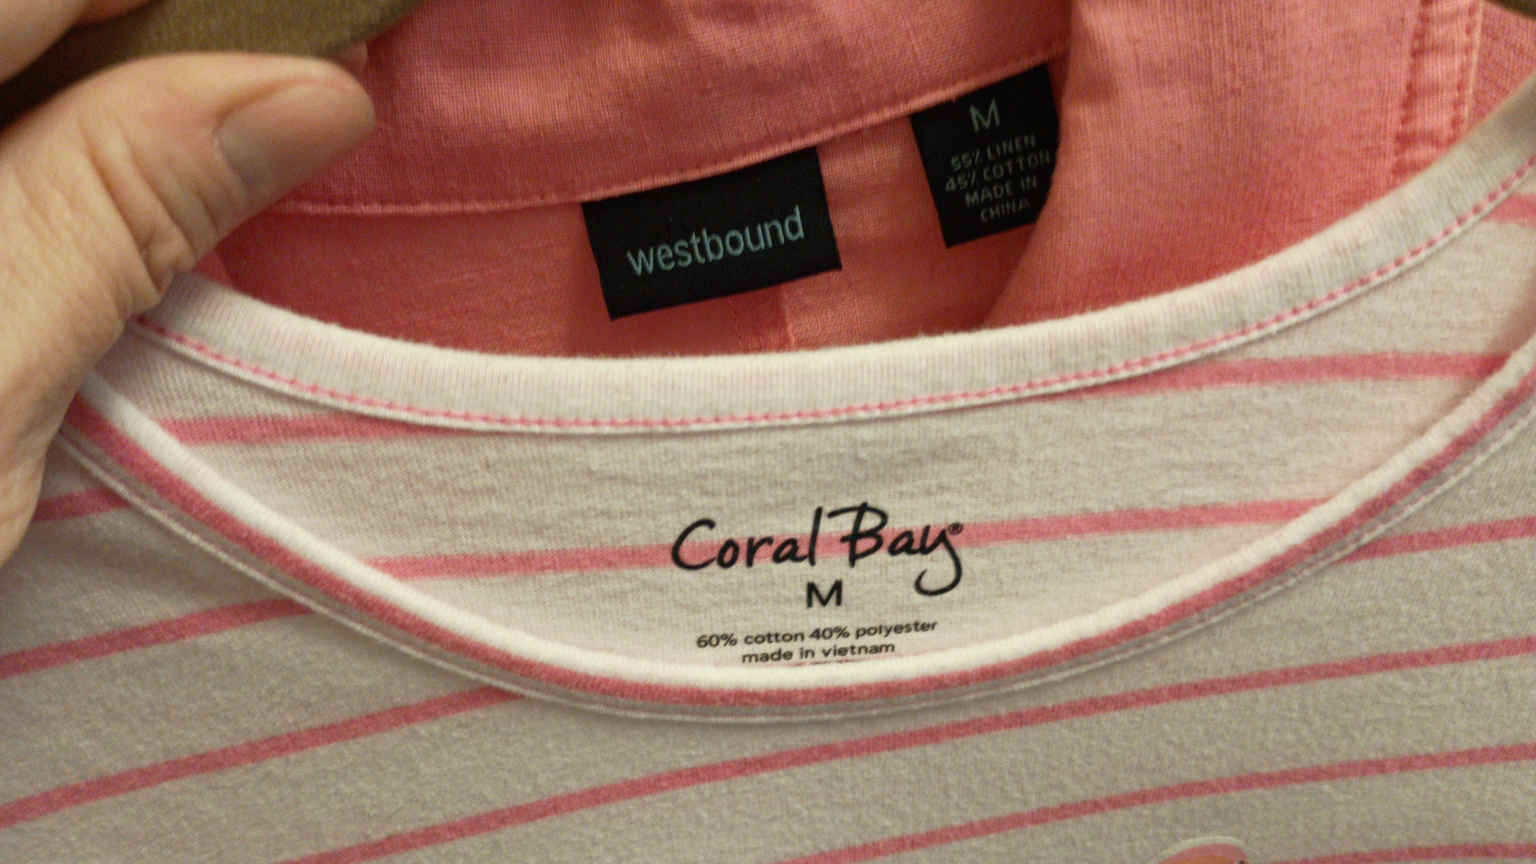 westbound
M
55% LINEN
45% COTTON
MADE IN
CHINA
Coral Bay®
M
60% cotton 40% polyester
made in vietnam